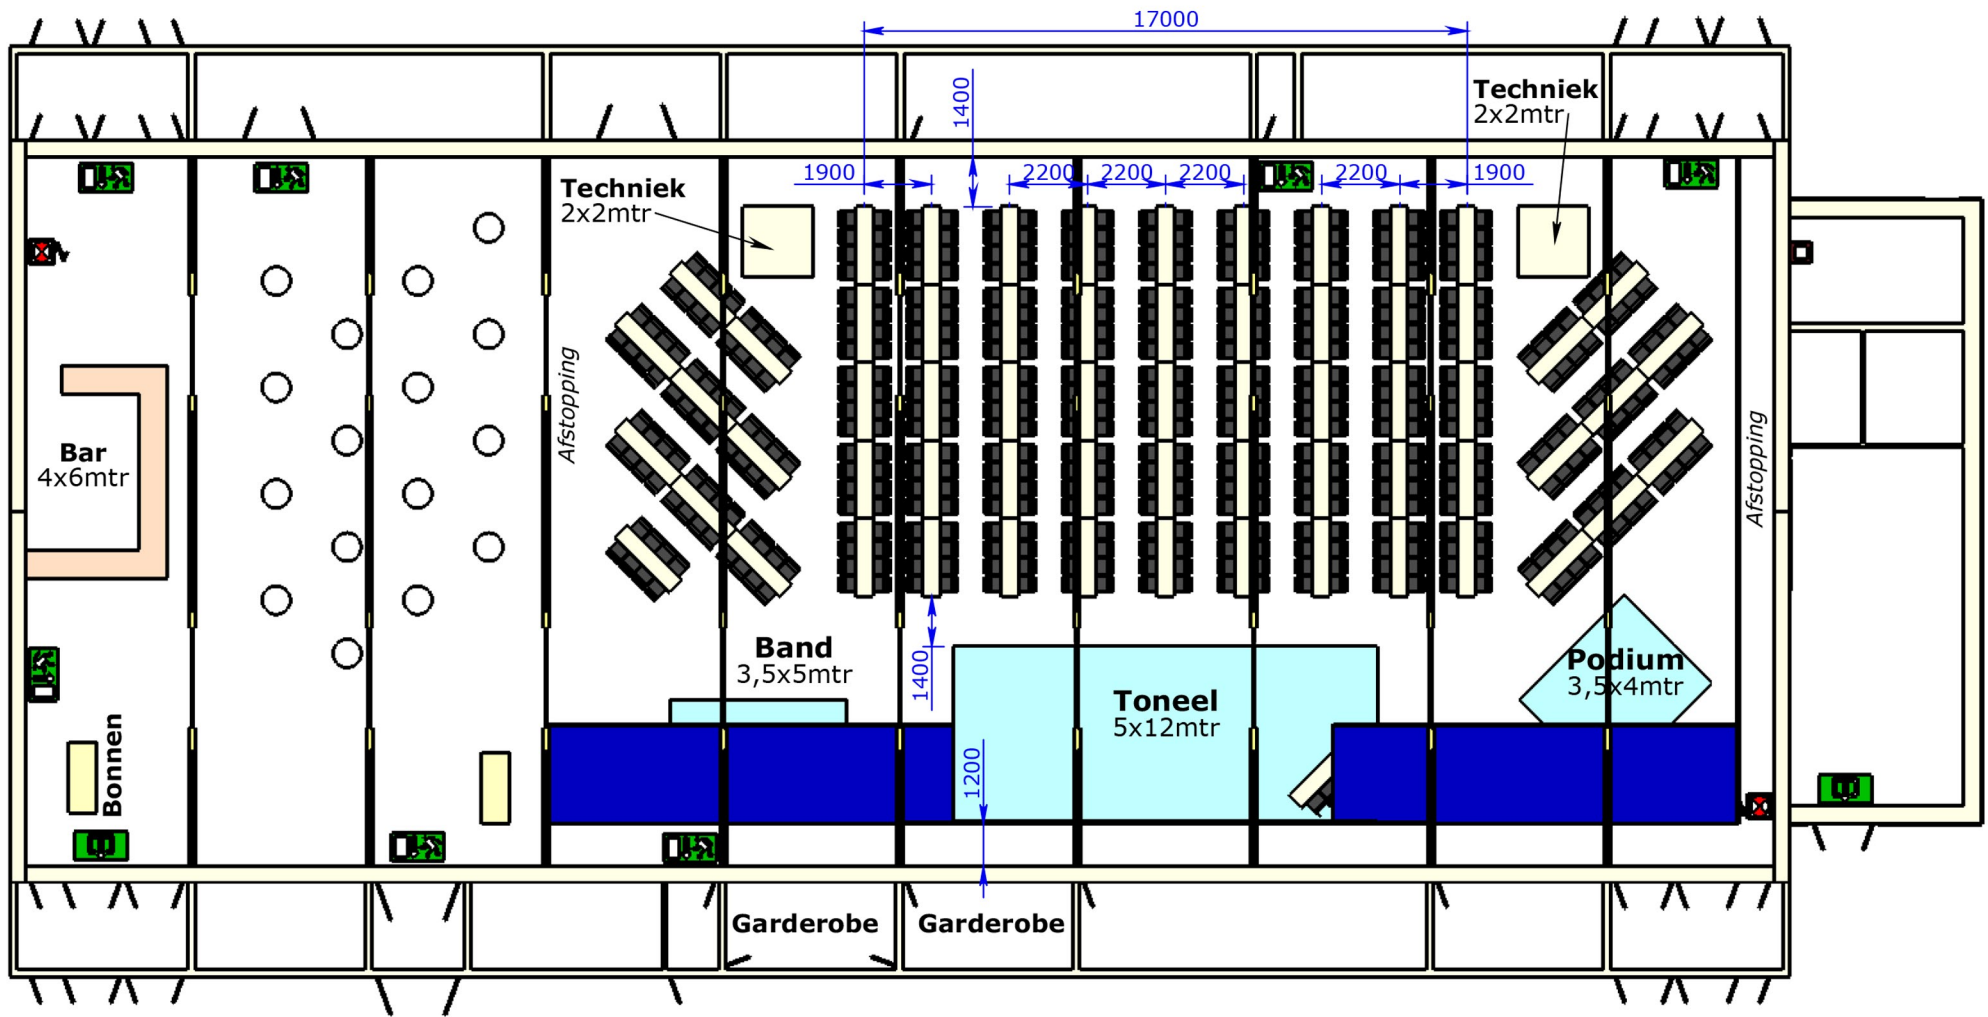 17000
1400
Techniek
2x2mtr
Techniek
2x2mtr
1900
2200
2200
2200
2200
1900
Afstopping
Bar
4x6mtr
Afstopping
Band
3,5x5mtr
1400
Toneel
5x12mtr
Podium
3,5x4mtr
Bonnen
1200
Garderobe
Garderobe